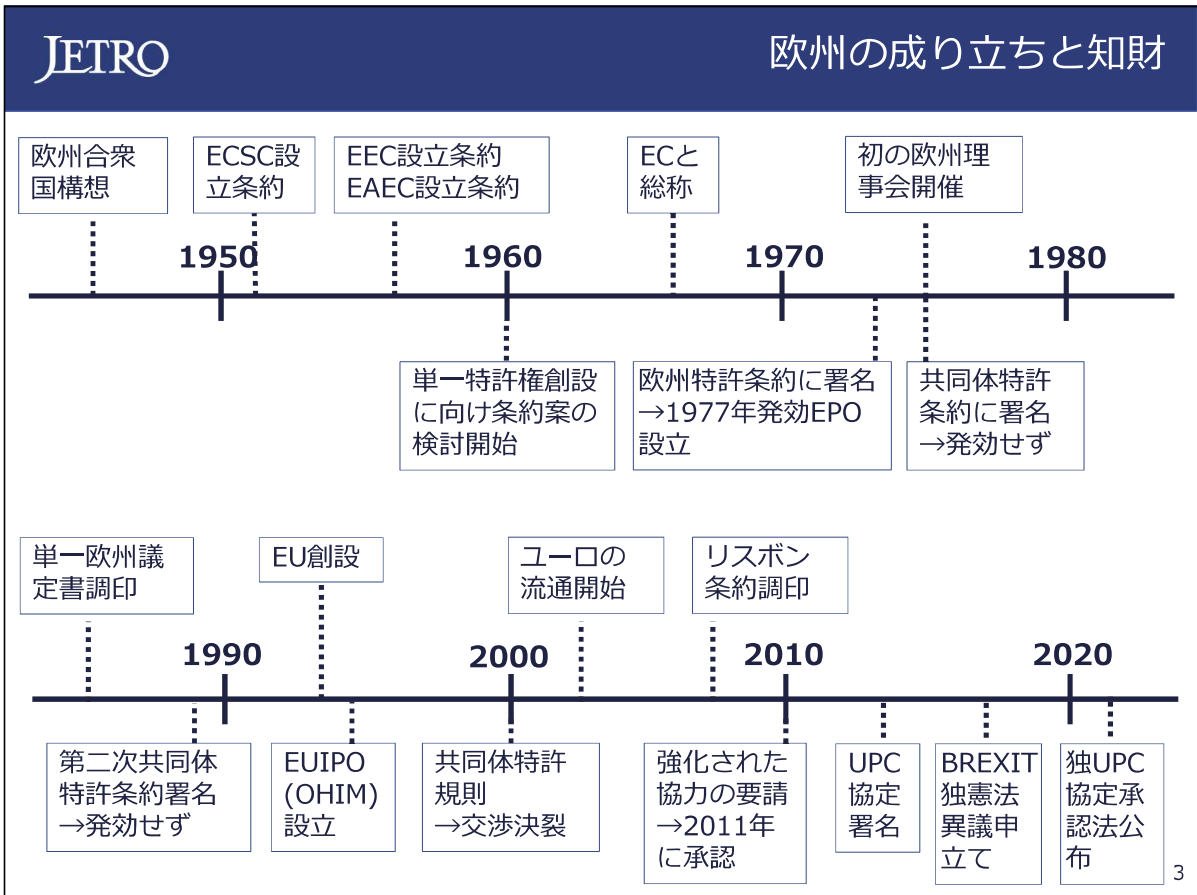 JETRO
欧州の成り立ちと知財
欧州合衆
国構想
ECSC設
立条約
EEC設立条約
EAEC設立条約
ECと
総称
初の欧州理
事会開催
1950
1960
1970
1980
単一特許権創設
に向け条約案の
検討開始
欧州特許条約に署名
→1977年発効EPO
設立
共同体特許
条約に署名
→発効せず
単一欧州議
定書調印
EU創設
ユーロの
流通開始
リスボン
条約調印
1990
2000
2010
2020
第二次共同体
特許条約署名
→発効せず
EUIPO
(OHIM)
設立
共同体特許
規則
→交渉決裂
強化された
協力の要請
→2011年
に承認
UPC
協定
署名
BREXIT
独憲法
異議申
立て
独UPC
協定承
認法公
布
3